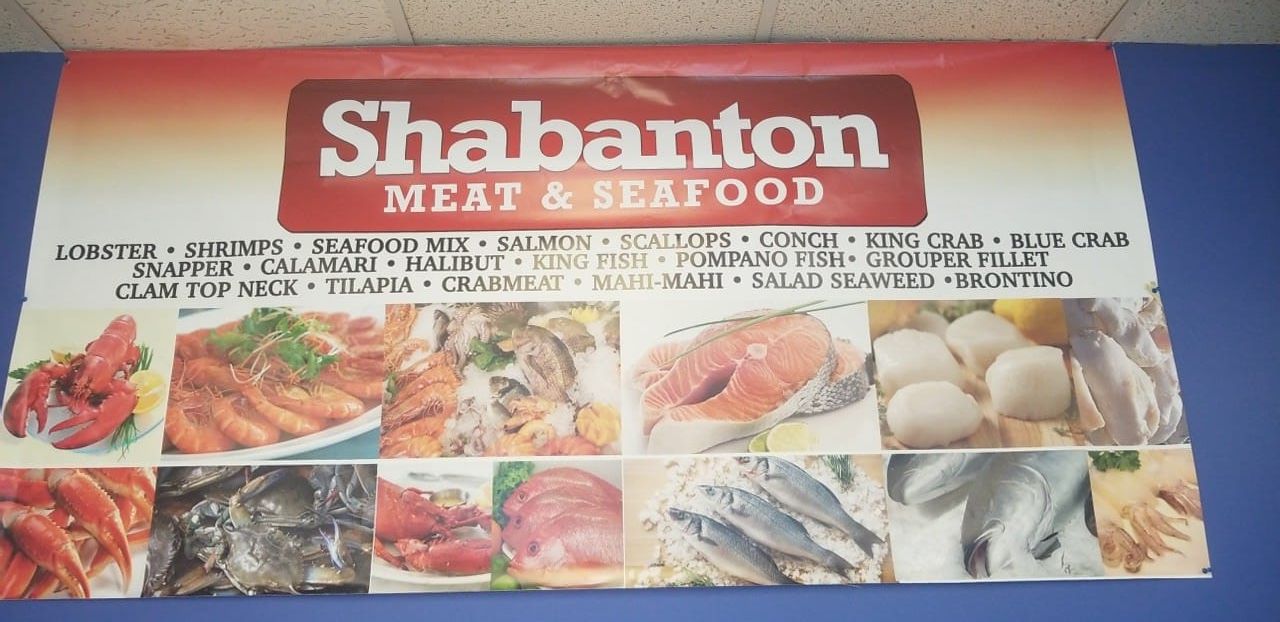 Shabanton
MEAT & SEAFOOD
LOBSTER • SHRIMPS • SEAFOOD MIX • SALMON • SCALLOPS • CONCH • KING CRAB • BLUE CRAB
SNAPPER • CALAMARI • HALIBUT • KING FISH • POMPANO FISH • GROUPER FILLET
CLAM TOP NECK • TILAPIA • CRABMEAT • MAHI-MAHI • SALAD SEAWEED • BRONTINO